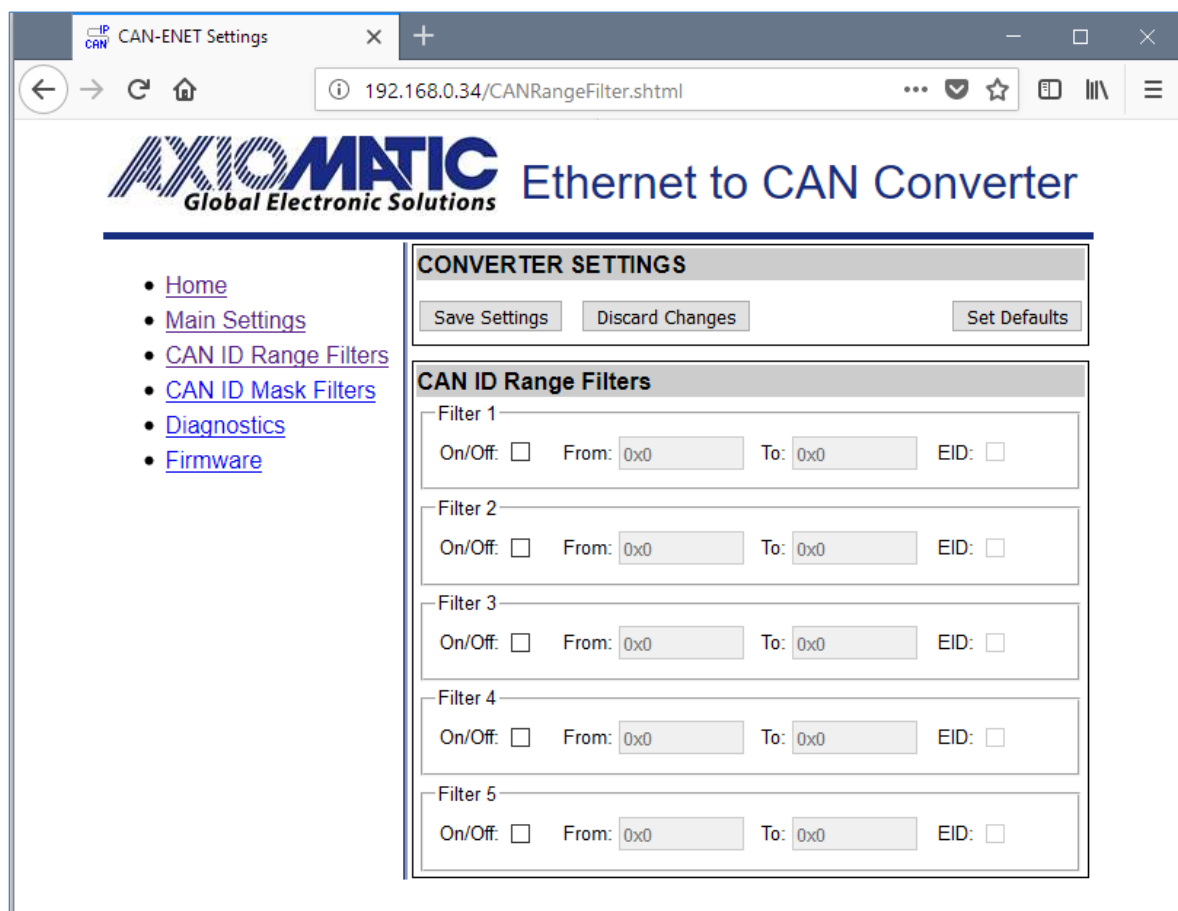 IP
CAN
CAN-ENET Settings
192.168.0.34/CANRangeFilter.shtml
AXIOMATIC
Global Electronic Solutions
Ethernet to CAN Converter
Home
Main Settings
CAN ID Range Filters
CAN ID Mask Filters
Diagnostics
Firmware
CONVERTER SETTINGS
Save Settings Discard Changes Set Defaults
CAN ID Range Filters
Filter 1
On/Off: From: 0x0 To: 0x0 EID:
Filter 2
On/Off: From: 0x0 To: 0x0 EID:
Filter 3
On/Off: From: 0x0 To: 0x0 EID:
Filter 4
On/Off: From: 0x0 To: 0x0 EID:
Filter 5
On/Off: From: 0x0 To: 0x0 EID: